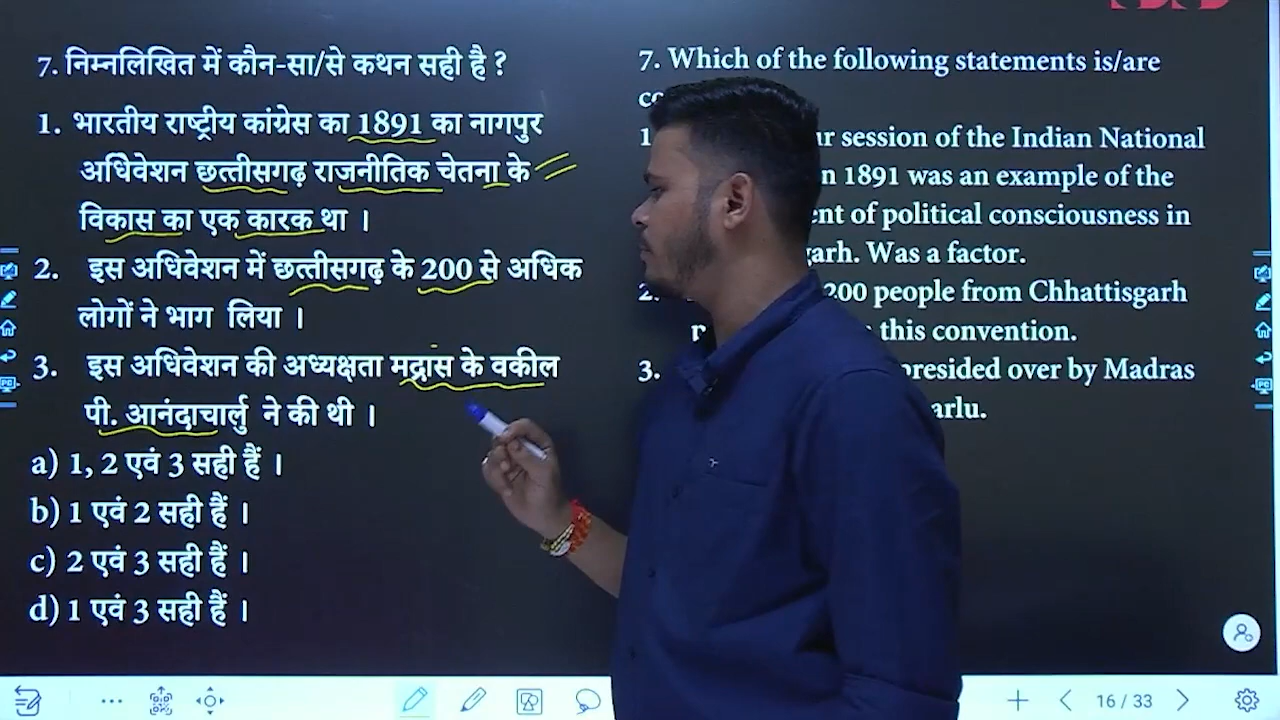 7. निम्नलिखित में कौन-सा/से कथन सही है ?
1. भारतीय राष्ट्रीय कांग्रेस का 1891 का नागपुर
अधिवेशन छत्तीसगढ़ राजनीतिक चेतना के
विकास का एक कारक था ।
2. इस अधिवेशन में छत्तीसगढ़ के 200 से अधिक
लोगों ने भाग लिया ।
3. इस अधिवेशन की अध्यक्षता मद्रास के वकील
पी. आनंदाचार्लु ने की थी ।
a) 1, 2 एवं 3 सही हैं ।
b) 1 एवं 2 सही हैं ।
c) 2 एवं 3 सही हैं ।
d) 1 एवं 3 सही हैं ।
7. Which of the following statements is/are
session of the Indian National
1891 was an example of the
of political consciousness in
Was a factor.
2. 200 people from Chhattisgarh
this convention.
3. presided over by Madras
16 / 33